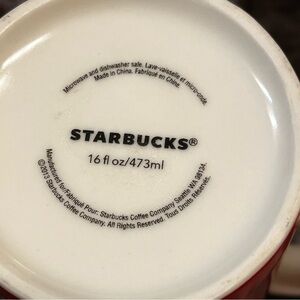 Microwave and dishwasher safe. Lave-vaisselle et micro-onde.
Made in China. Fabriqué en Chine.
STARBUCKS®
16 fl oz/473ml
Manufactured for/Fabriqué Pour: Starbucks Coffee Company Seattle WA 98134.
©2013 Starbucks Coffee Company. All Rights Reserved. Tous Droits Réservés.